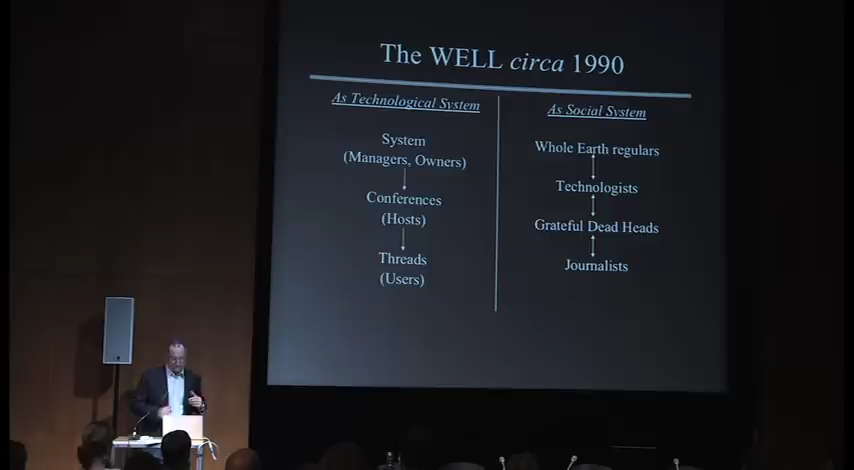 The WELL circa 1990
As Technological System
System
(Managers, Owners)
Conferences
(Hosts)
Threads
(Users)
As Social System
Whole Earth regulars
Technologists
Grateful Dead Heads
Journalists